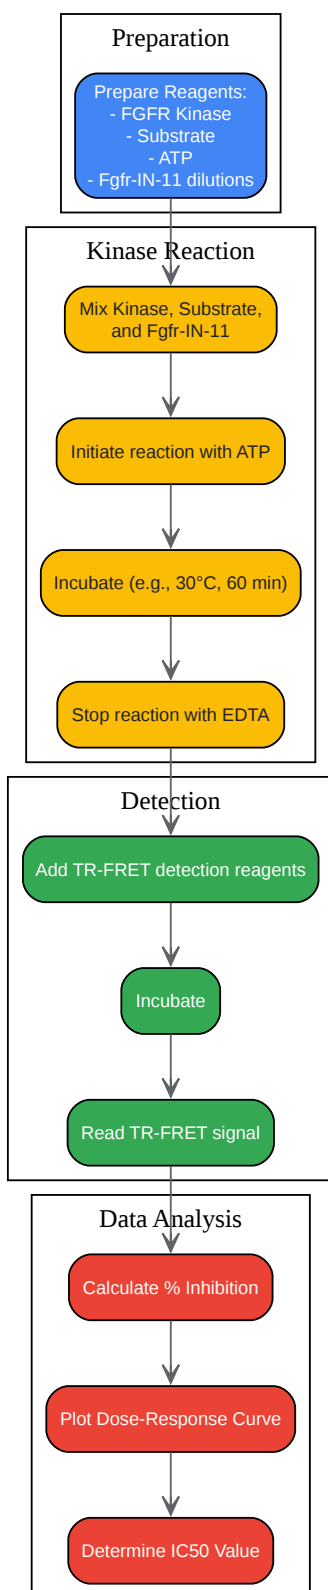 Preparation
Prepare Reagents:
- FGFR Kinase
- Substrate
- ATP
- Fgfr-IN-11 dilutions
Kinase Reaction
Mix Kinase, Substrate,
and Fgfr-IN-11
Initiate reaction with ATP
Incubate (e.g., 30°C, 60 min)
Stop reaction with EDTA
Detection
Add TR-FRET detection reagents
Incubate
Read TR-FRET signal
Data Analysis
Calculate % Inhibition
Plot Dose-Response Curve
Determine IC50 Value